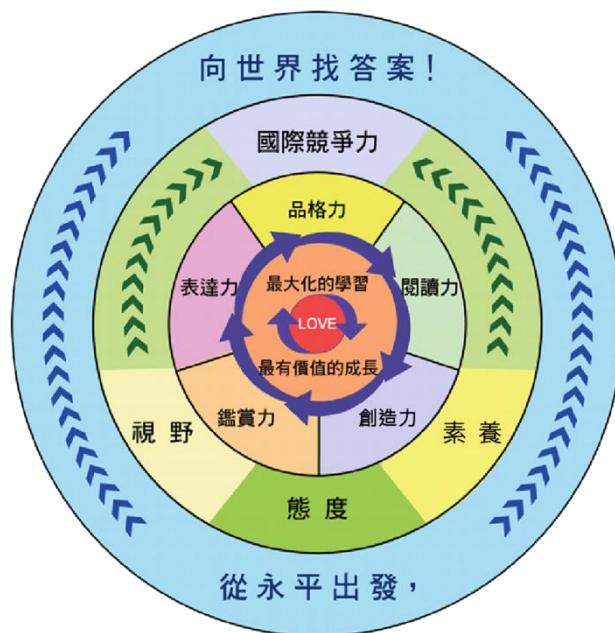 向世界找答案！
國際競爭力
品格力
表達力
最大化的學習
閱讀力
LOVE
最有價值的成長
鑑賞力
創造力
視野
素養
態度
從永平出發，